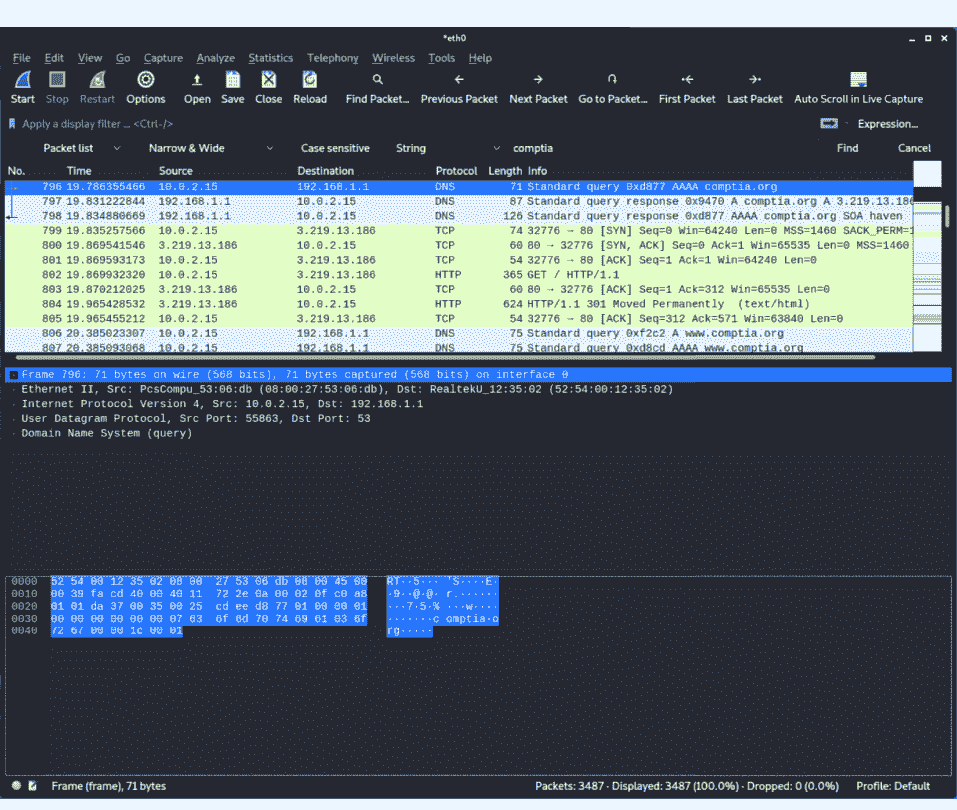 *eth0
File Edit View Go Capture Analyze Statistics Telephony Wireless Tools Help
Start Stop Restart Options Open Save Close Reload Find Packet... Previous Packet Next Packet Go to Packet... First Packet Last Packet Auto Scroll in Live Capture
Apply a display filter ... <Ctrl-/> Expression...
Packet list Narrow & Wide Case sensitive String comptia Find Cancel
No. Time Source Destination Protocol Length Info
796 19.786355466 10.0.2.15 192.168.1.1 DNS 71 Standard query 0xd877 AAAA comptia.org
797 19.831222844 192.168.1.1 10.0.2.15 DNS 87 Standard query response 0x9470 A comptia.org A 3.219.13.186
798 19.834880669 192.168.1.1 10.0.2.15 DNS 126 Standard query response 0xd877 AAAA comptia.org SOA haven
799 19.835257566 10.0.2.15 3.219.13.186 TCP 74 32776 → 80 [SYN] Seq=0 Win=64240 Len=0 MSS=1460 SACK_PERM=1
800 19.869541546 3.219.13.186 10.0.2.15 TCP 60 80 → 32776 [SYN, ACK] Seq=0 Ack=1 Win=65535 Len=0 MSS=1460
801 19.869593173 10.0.2.15 3.219.13.186 TCP 54 32776 → 80 [ACK] Seq=1 Ack=1 Win=64240 Len=0
802 19.869932320 10.0.2.15 3.219.13.186 HTTP 365 GET / HTTP/1.1
803 19.870212025 3.219.13.186 10.0.2.15 TCP 60 80 → 32776 [ACK] Seq=1 Ack=312 Win=65535 Len=0
804 19.965428532 3.219.13.186 10.0.2.15 HTTP 624 HTTP/1.1 301 Moved Permanently (text/html)
805 19.965455212 10.0.2.15 3.219.13.186 TCP 54 32776 → 80 [ACK] Seq=312 Ack=571 Win=63840 Len=0
806 20.385023307 10.0.2.15 192.168.1.1 DNS 75 Standard query 0xf2c2 A www.comptia.org
807 20.385093068 10.0.2.15 192.168.1.1 DNS 75 Standard query 0xd8cd AAAA www.comptia.org
Frame 796: 71 bytes on wire (568 bits), 71 bytes captured (568 bits) on interface 0
Ethernet II, Src: PcsCompu_53:06:db (08:00:27:53:06:db), Dst: RealtekU_12:35:02 (52:54:00:12:35:02)
Internet Protocol Version 4, Src: 10.0.2.15, Dst: 192.168.1.1
User Datagram Protocol, Src Port: 55863, Dst Port: 53
Domain Name System (query)
0000 52 54 00 12 35 02 08 00 27 53 06 db 08 00 45 00 RT··5··· 'S····E·
0010 00 39 fa cd 40 00 40 11 72 2e 0a 00 02 0f c0 a8 ·9··@·@· r.······
0020 01 01 da 37 00 35 00 25 cd ee d8 77 01 00 00 01 ···7·5·% ···w····
0030 00 00 00 00 00 00 07 63 6f 6d 70 74 69 61 03 6f ·······c omptia·o
0040 72 67 00 00 1c 00 01 rg·····
Frame (frame), 71 bytes Packets: 3487 · Displayed: 3487 (100.0%) · Dropped: 0 (0.0%) Profile: Default